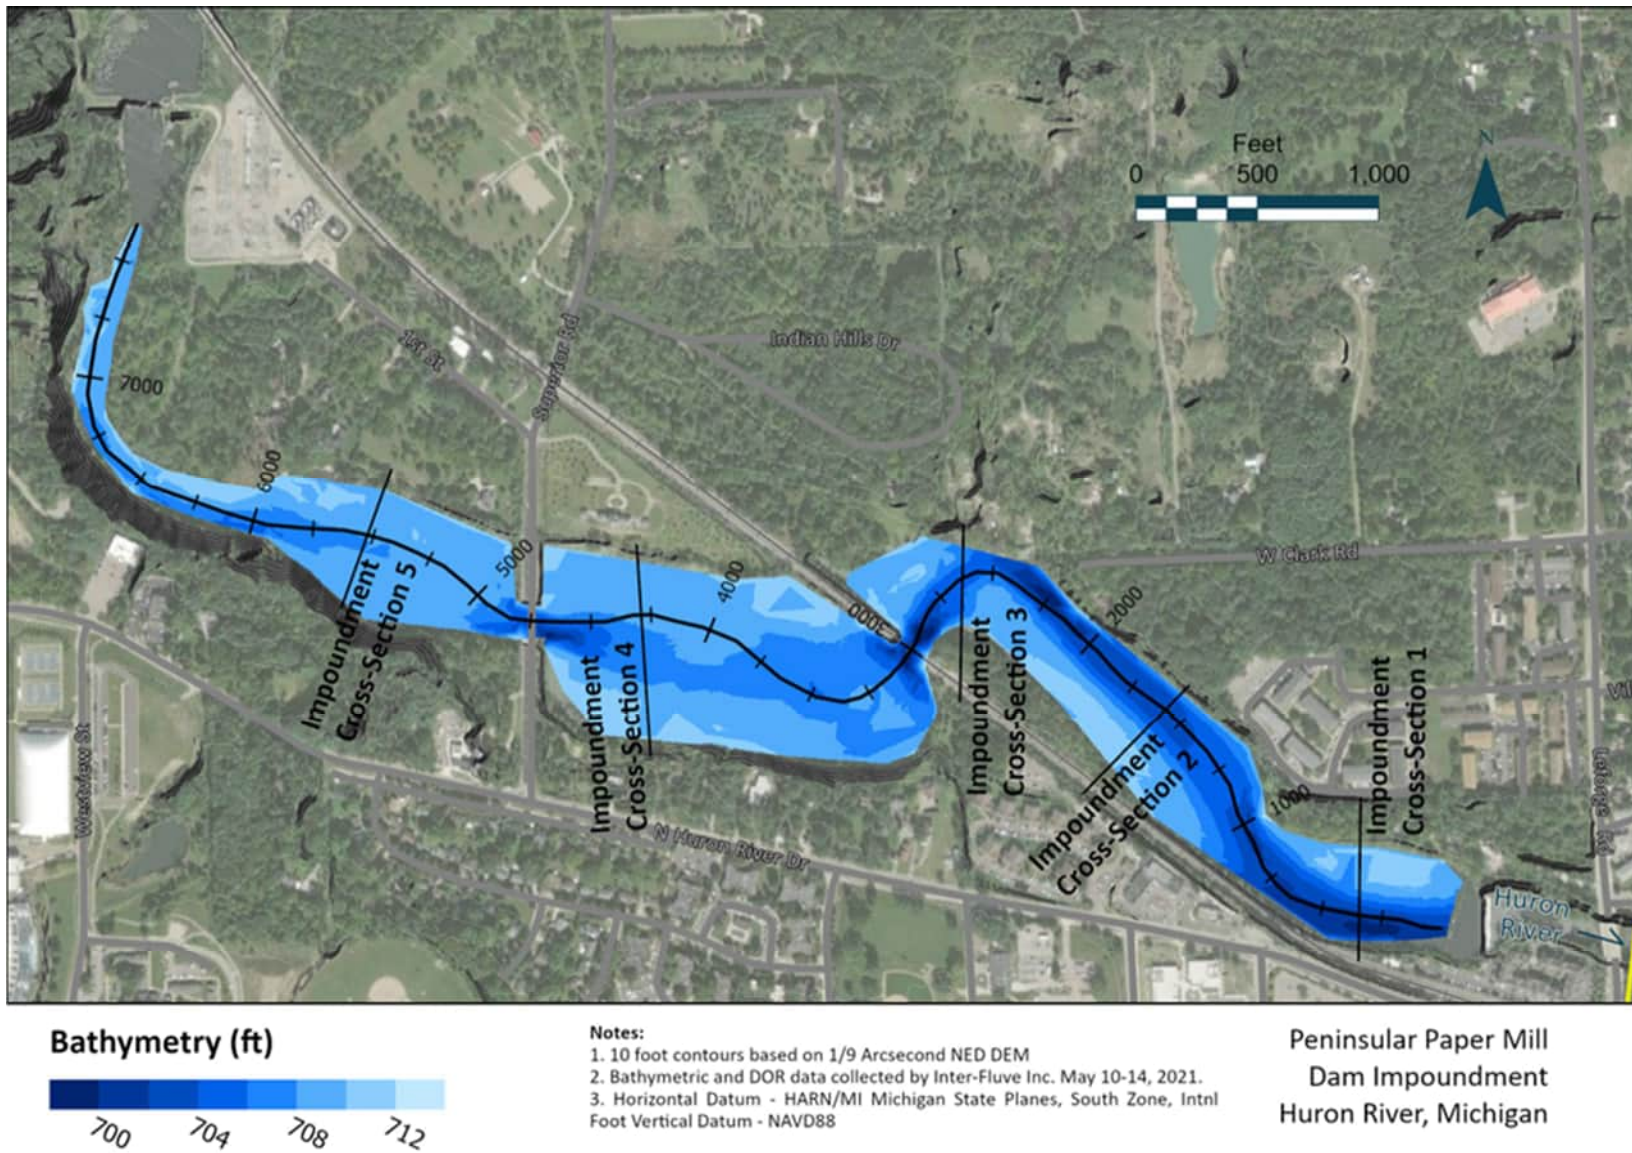 Feet
0 500 1,000
N
7000
1st St
Superior Rd
Indian Hills Dr
6000
5000
4000
3000
2000
1000
W Clark Rd
Impoundment
Cross-Section 5
Impoundment
Cross-Section 4
Impoundment
Cross-Section 3
Impoundment
Cross-Section 2
Impoundment
Cross-Section 1
Westview St
N Huron River Dr
Huron
River
Bathymetry (ft)
700 704 708 712
Notes:
1. 10 foot contours based on 1/9 Arcsecond NED DEM
2. Bathymetric and DOR data collected by Inter-Fluve Inc. May 10-14, 2021.
3. Horizontal Datum - HARN/MI Michigan State Planes, South Zone, Intnl
Foot Vertical Datum - NAVD88
Peninsular Paper Mill
Dam Impoundment
Huron River, Michigan